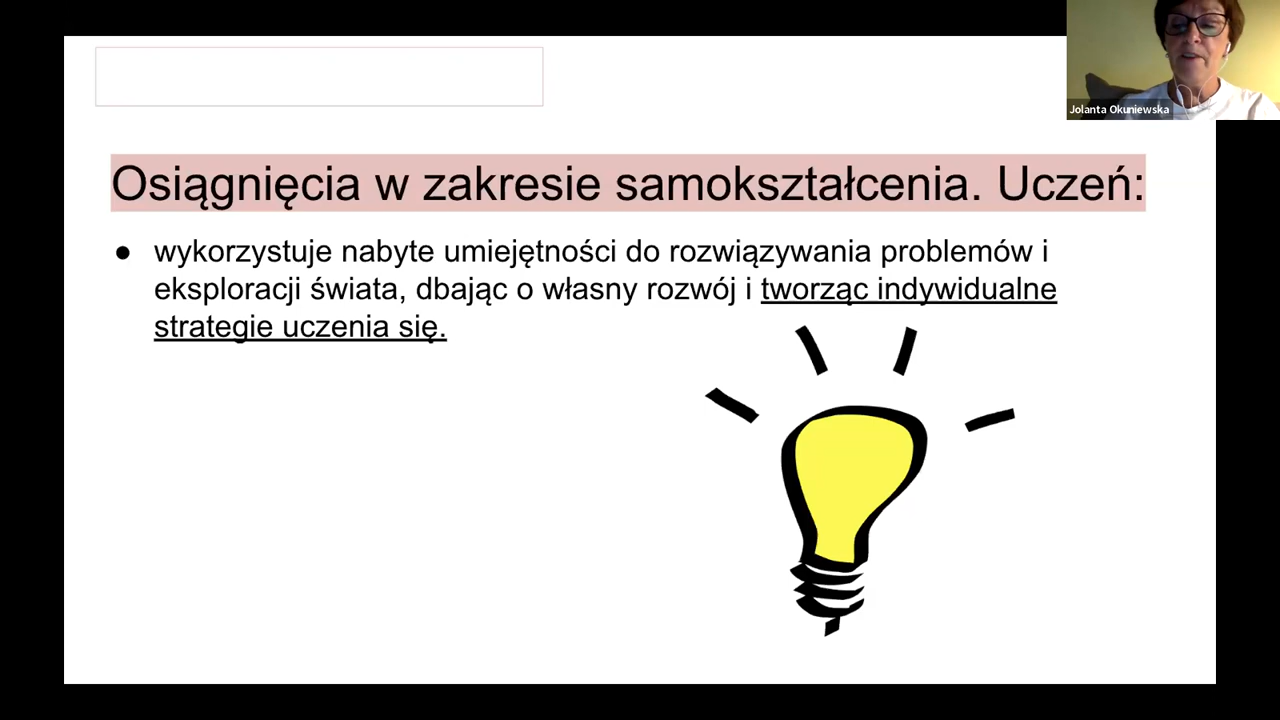 Jolanta Okuniewska
Osiągnięcia w zakresie samokształcenia. Uczeń:
● wykorzystuje nabyte umiejętności do rozwiązywania problemów i
eksploracji świata, dbając o własny rozwój i tworząc indywidualne
strategie uczenia się.